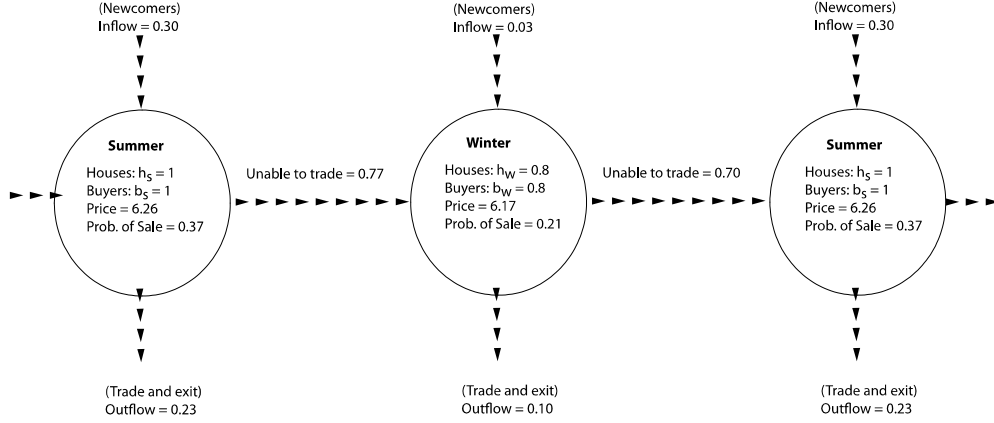 (Newcomers)
Inflow = 0.30
(Newcomers)
Inflow = 0.03
(Newcomers)
Inflow = 0.30
Summer
Houses: hS = 1
Buyers: bS = 1
Price = 6.26
Prob. of Sale = 0.37
Unable to trade = 0.77
Winter
Houses: hW = 0.8
Buyers: bW = 0.8
Price = 6.17
Prob. of Sale = 0.21
Unable to trade = 0.70
Summer
Houses: hS = 1
Buyers: bS = 1
Price = 6.26
Prob. of Sale = 0.37
(Trade and exit)
Outflow = 0.23
(Trade and exit)
Outflow = 0.10
(Trade and exit)
Outflow = 0.23